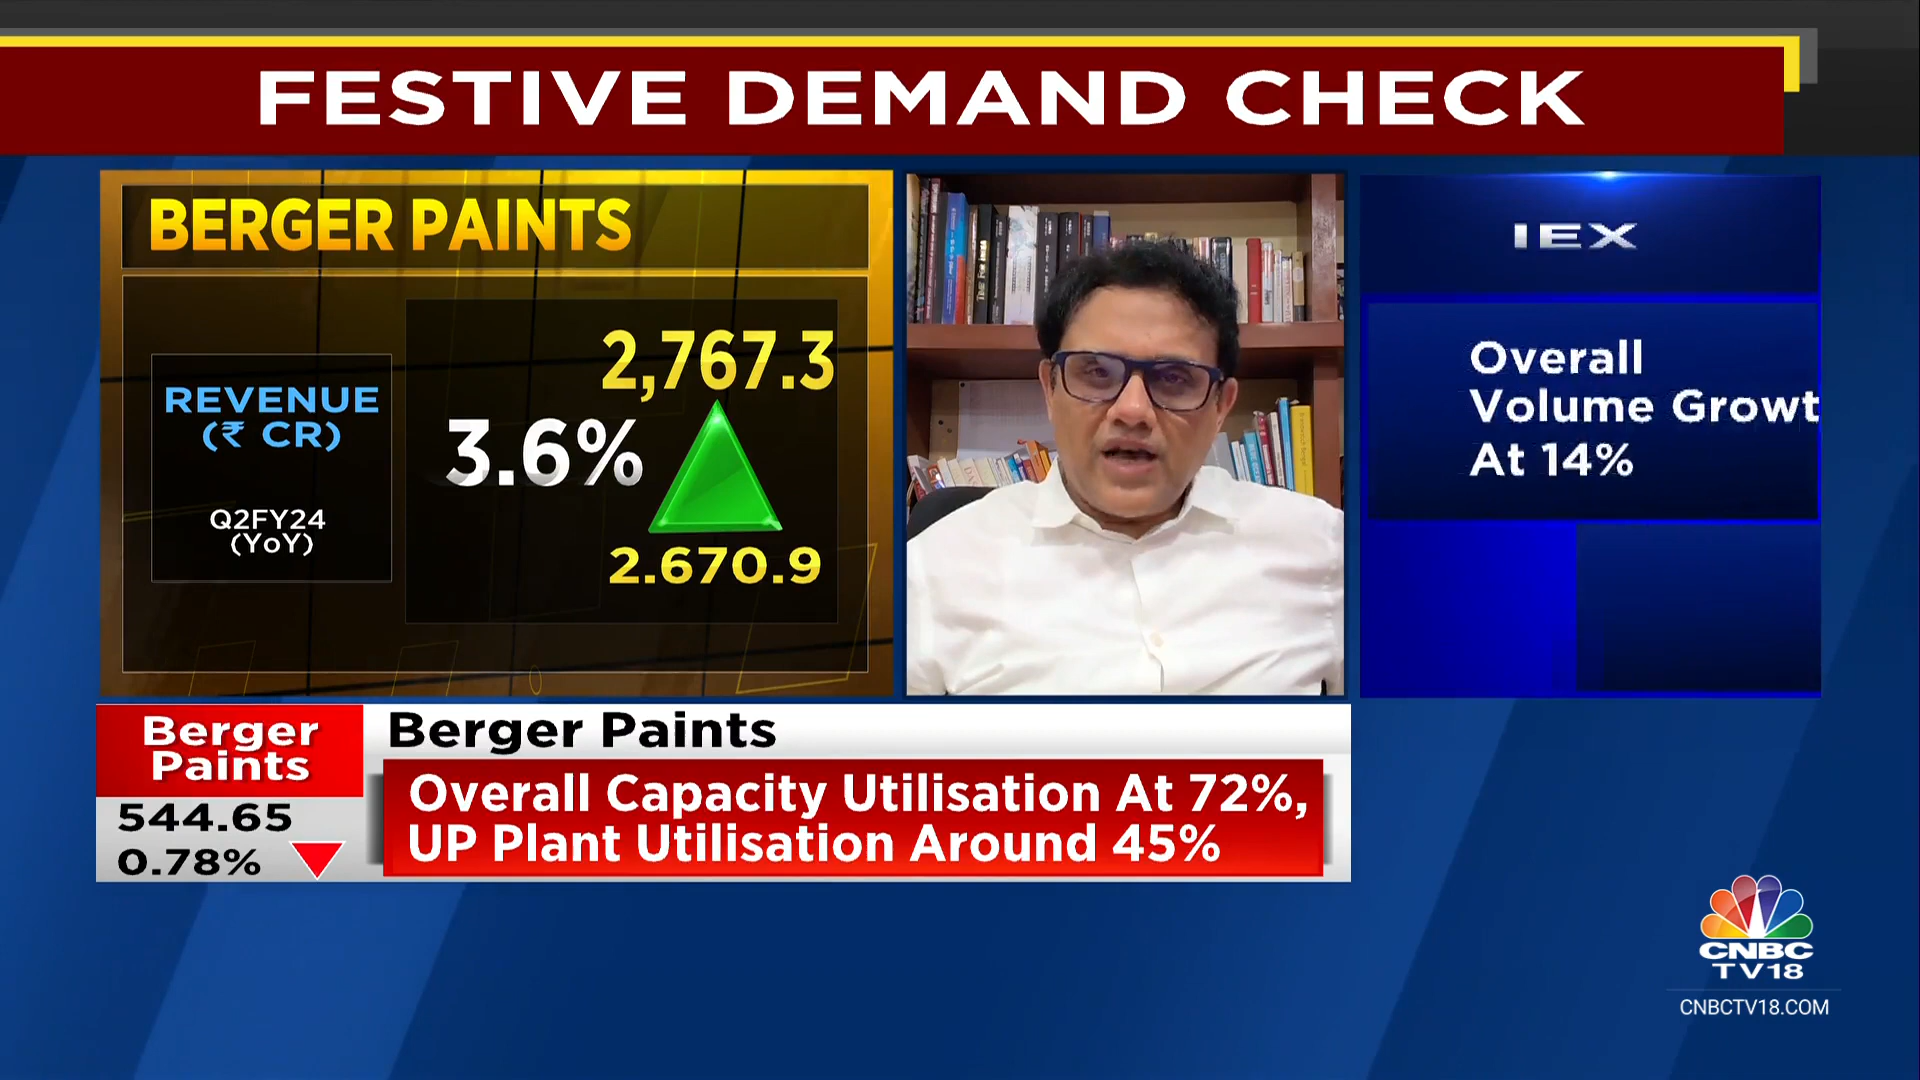 FESTIVE DEMAND CHECK
BERGER PAINTS
REVENUE
(₹ CR)
Q2FY24
(YoY)
2,767.3
3.6%
2.670.9
IEX
Overall
Volume Growt
At 14%
Berger
Paints
544.65
0.78%
Berger Paints
Overall Capacity Utilisation At 72%,
UP Plant Utilisation Around 45%
CNBC
TV18
CNBCTV18.COM